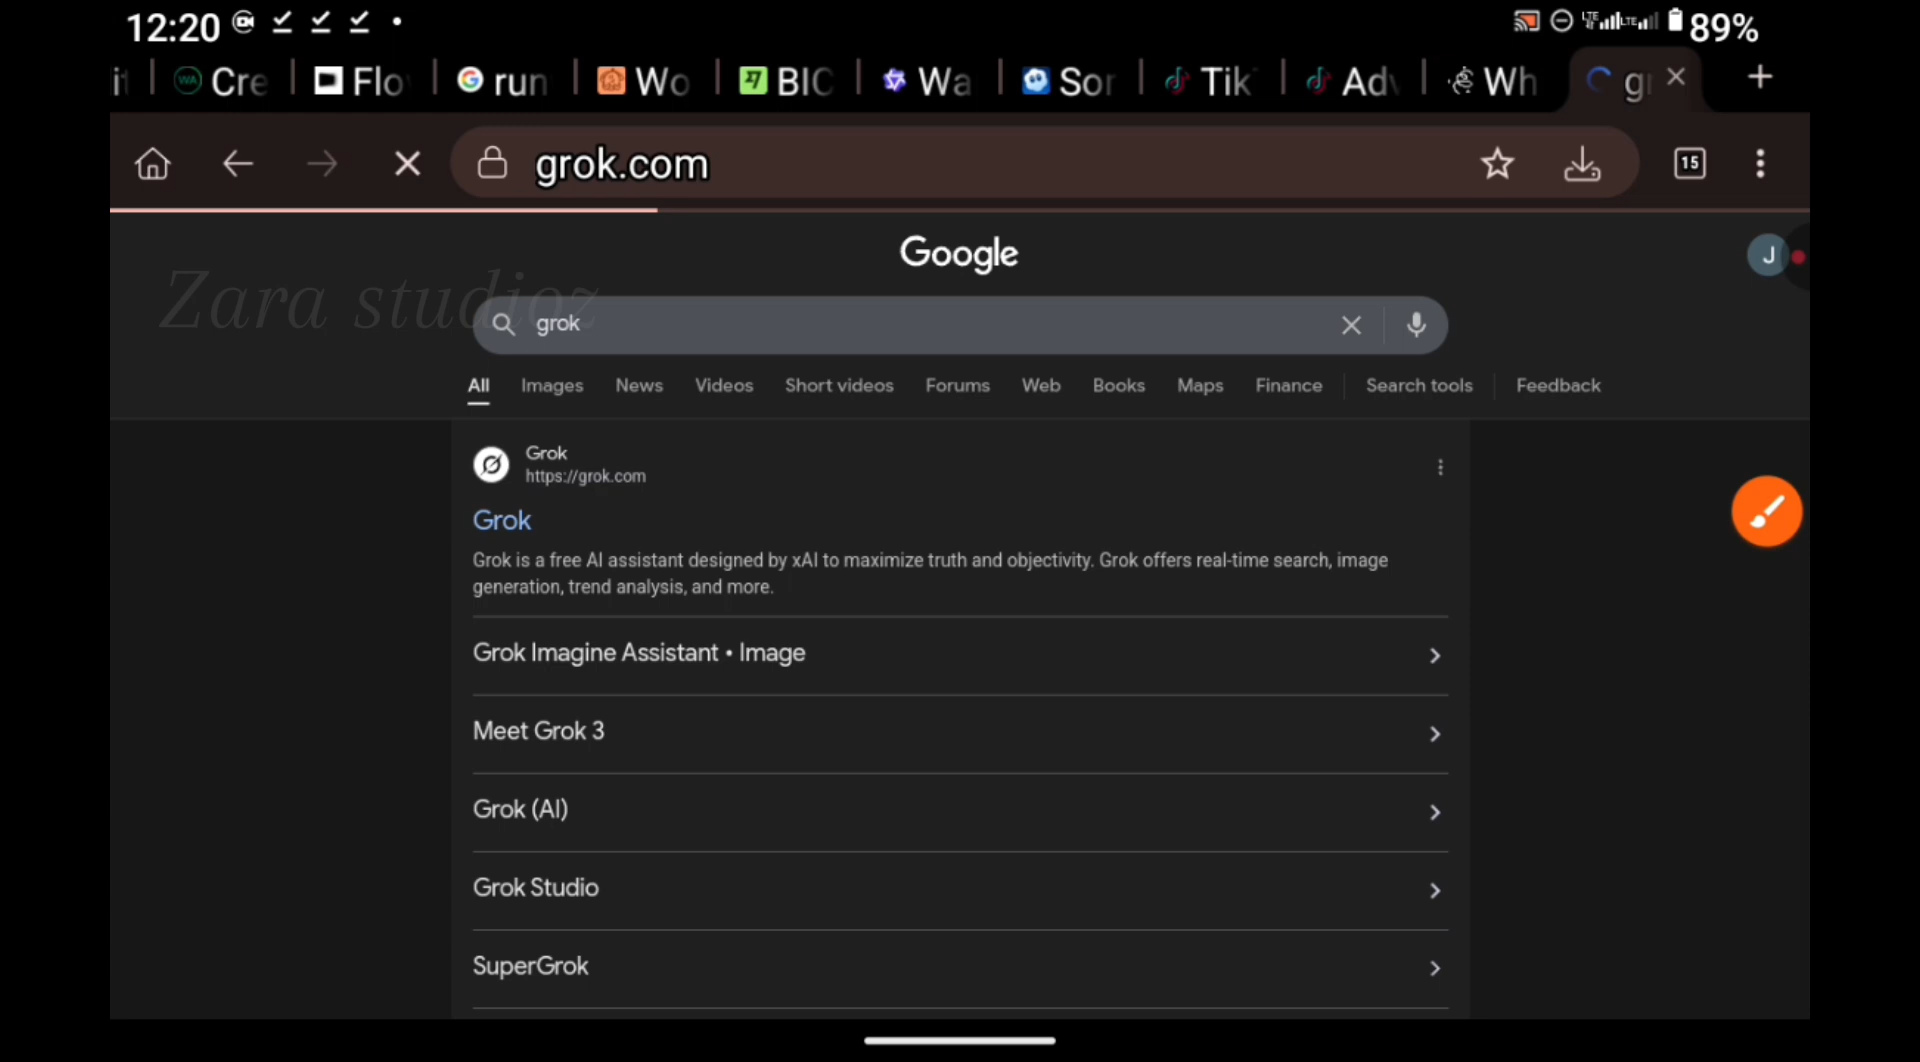 12:20
89%
Cre
Flo
run
Wo
BIC
Wa
Sor
Tik
Adv
Wh
gr
grok.com
15
Google
J
Zara studioz
grok
All Images News Videos Short videos Forums Web Books Maps Finance Search tools Feedback
Grok
https://grok.com
Grok
Grok is a free AI assistant designed by xAI to maximize truth and objectivity. Grok offers real-time search, image
generation, trend analysis, and more.
Grok Imagine Assistant • Image
Meet Grok 3
Grok (AI)
Grok Studio
SuperGrok